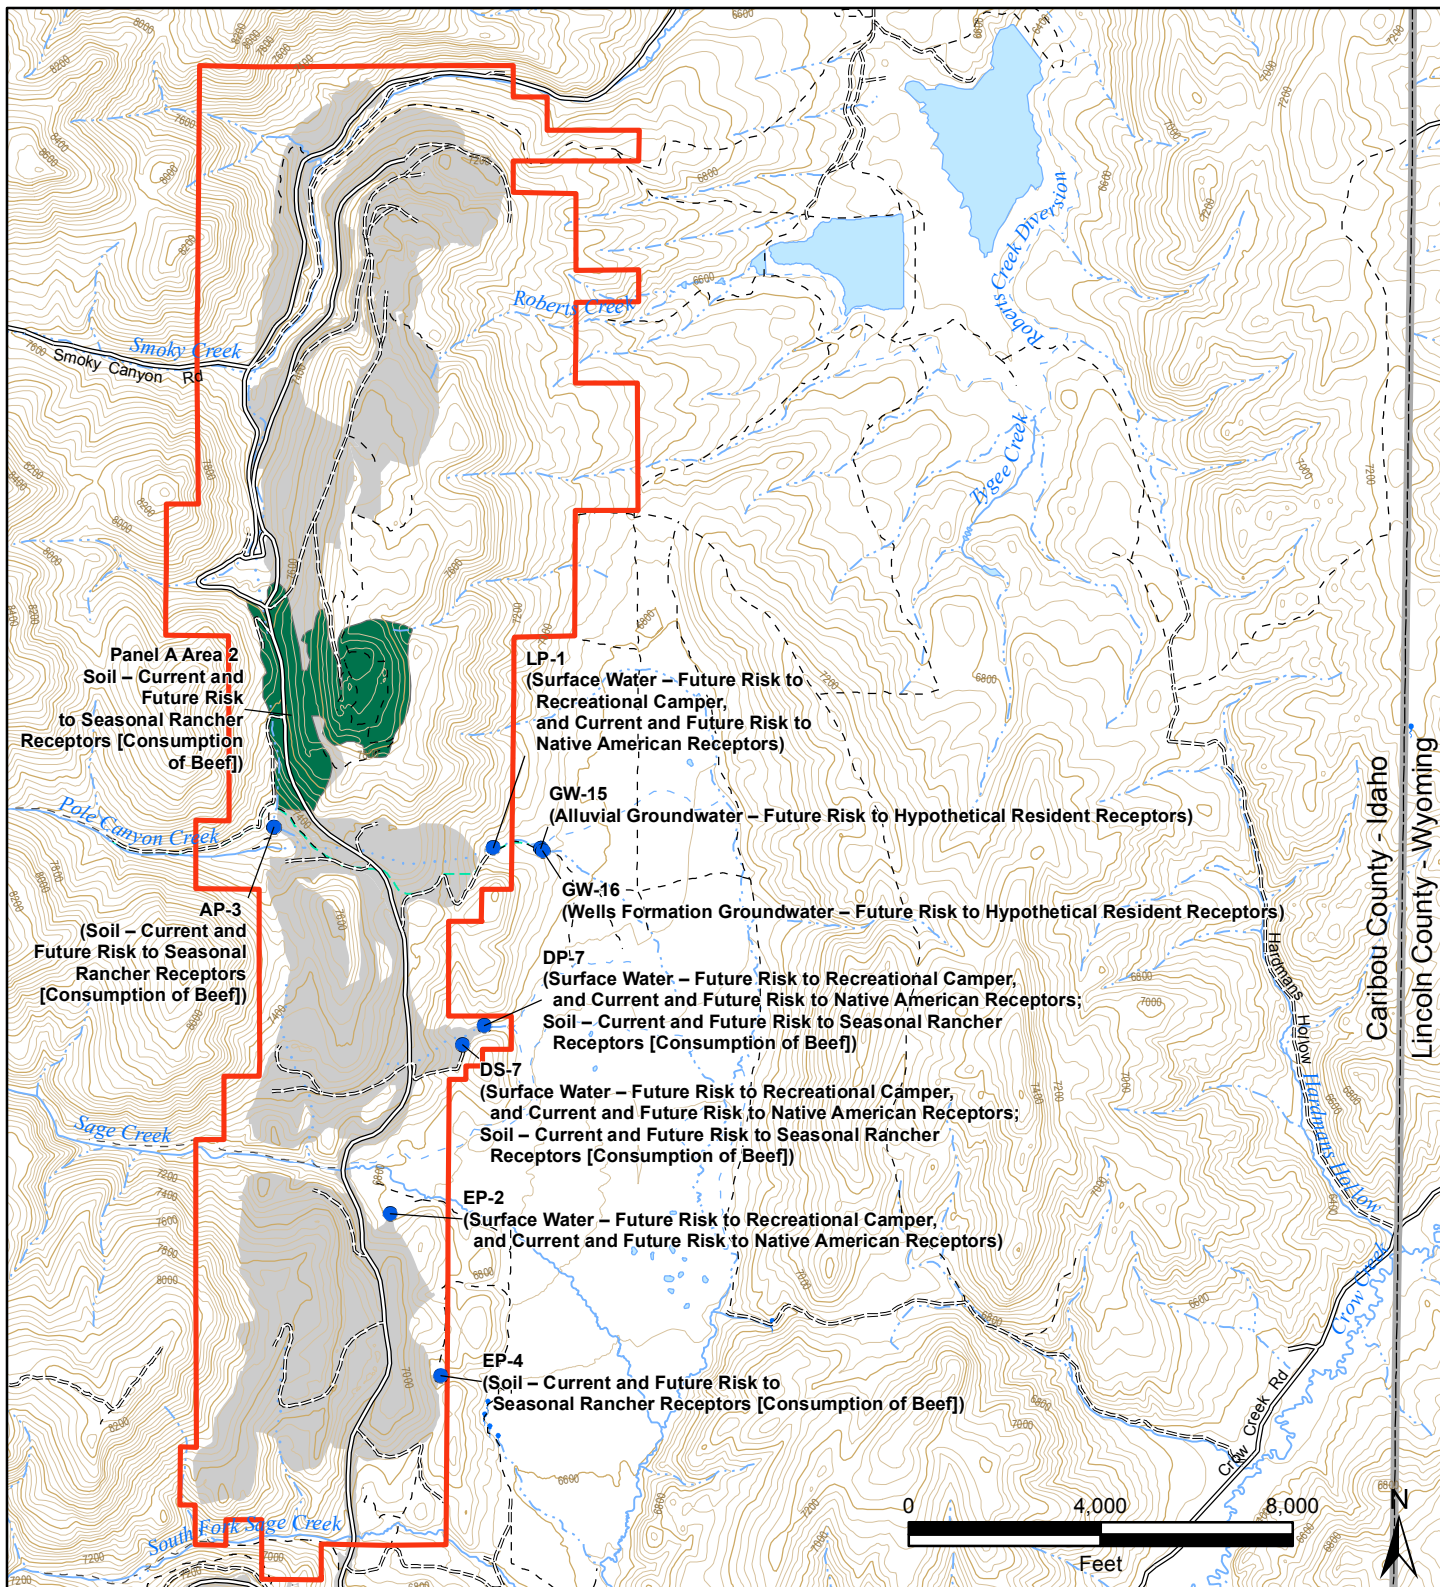 Smoky Creek
Smoky Canyon Rd
Roberts Creek
Roberts Creek Diversion
Tygee Creek
Panel A Area 2
Soil – Current and
Future Risk
to Seasonal Rancher
Receptors [Consumption
of Beef])
LP-1
(Surface Water – Future Risk to
Recreational Camper,
and Current and Future Risk to
Native American Receptors)
GW-15
(Alluvial Groundwater – Future Risk to Hypothetical Resident Receptors)
Pole Canyon Creek
GW-16
(Wells Formation Groundwater – Future Risk to Hypothetical Resident Receptors)
AP-3
(Soil – Current and
Future Risk to Seasonal
Rancher Receptors
[Consumption of Beef])
DP-7
(Surface Water – Future Risk to Recreational Camper,
and Current and Future Risk to Native American Receptors;
Soil – Current and Future Risk to Seasonal Rancher
Receptors [Consumption of Beef])
DS-7
(Surface Water – Future Risk to Recreational Camper,
and Current and Future Risk to Native American Receptors;
Soil – Current and Future Risk to Seasonal Rancher
Receptors [Consumption of Beef])
Sage Creek
EP-2
(Surface Water – Future Risk to Recreational Camper,
and Current and Future Risk to Native American Receptors)
EP-4
(Soil – Current and Future Risk to
Seasonal Rancher Receptors [Consumption of Beef])
South Fork Sage Creek
Caribou County - Idaho
Lincoln County - Wyoming
Hardmans Hollow
Hardmans Hollow
Crow Creek
Crow Creek Rd
0 4,000 8,000
Feet
N